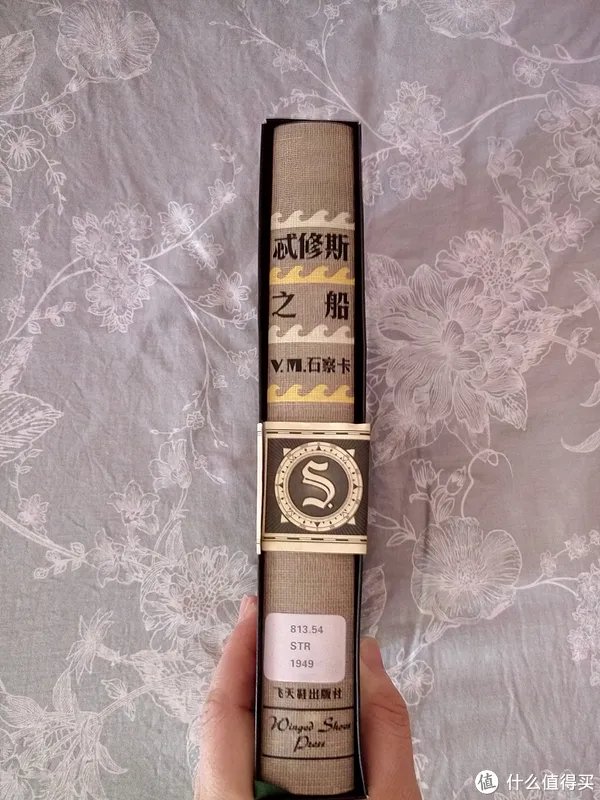 忒修斯
之船
V.M.石察卡
S.
813.54
STR
1949
飞天鞋出版社
Winged Shoes
Press
值 什么值得买